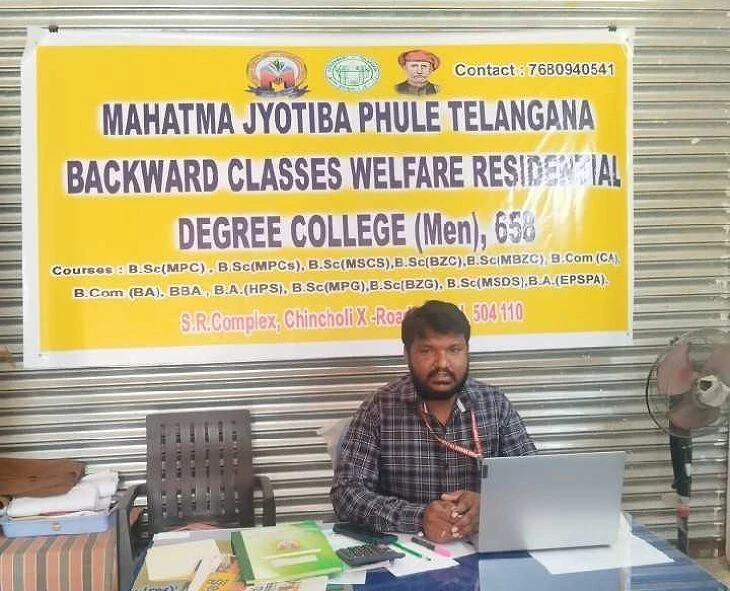 Contact : 7680940541
MAHATMA JYOTIBA PHULE TELANGANA
BACKWARD CLASSES WELFARE RESIDENTIAL
DEGREE COLLEGE (Men), 658
Courses : B.Sc(MPC) , B.Sc(MPCs), B.Sc(MSCS),B.Sc(BZC),B.Sc(MBZC), B.Com (CA),
B.Com (BA), BBA , B.A.(HPS), B.Sc(MPG),B.Sc(BZG), B.Sc(MSDS),B.A.(EPSPA).
S.R.Complex, Chincholi X -Road 504 110